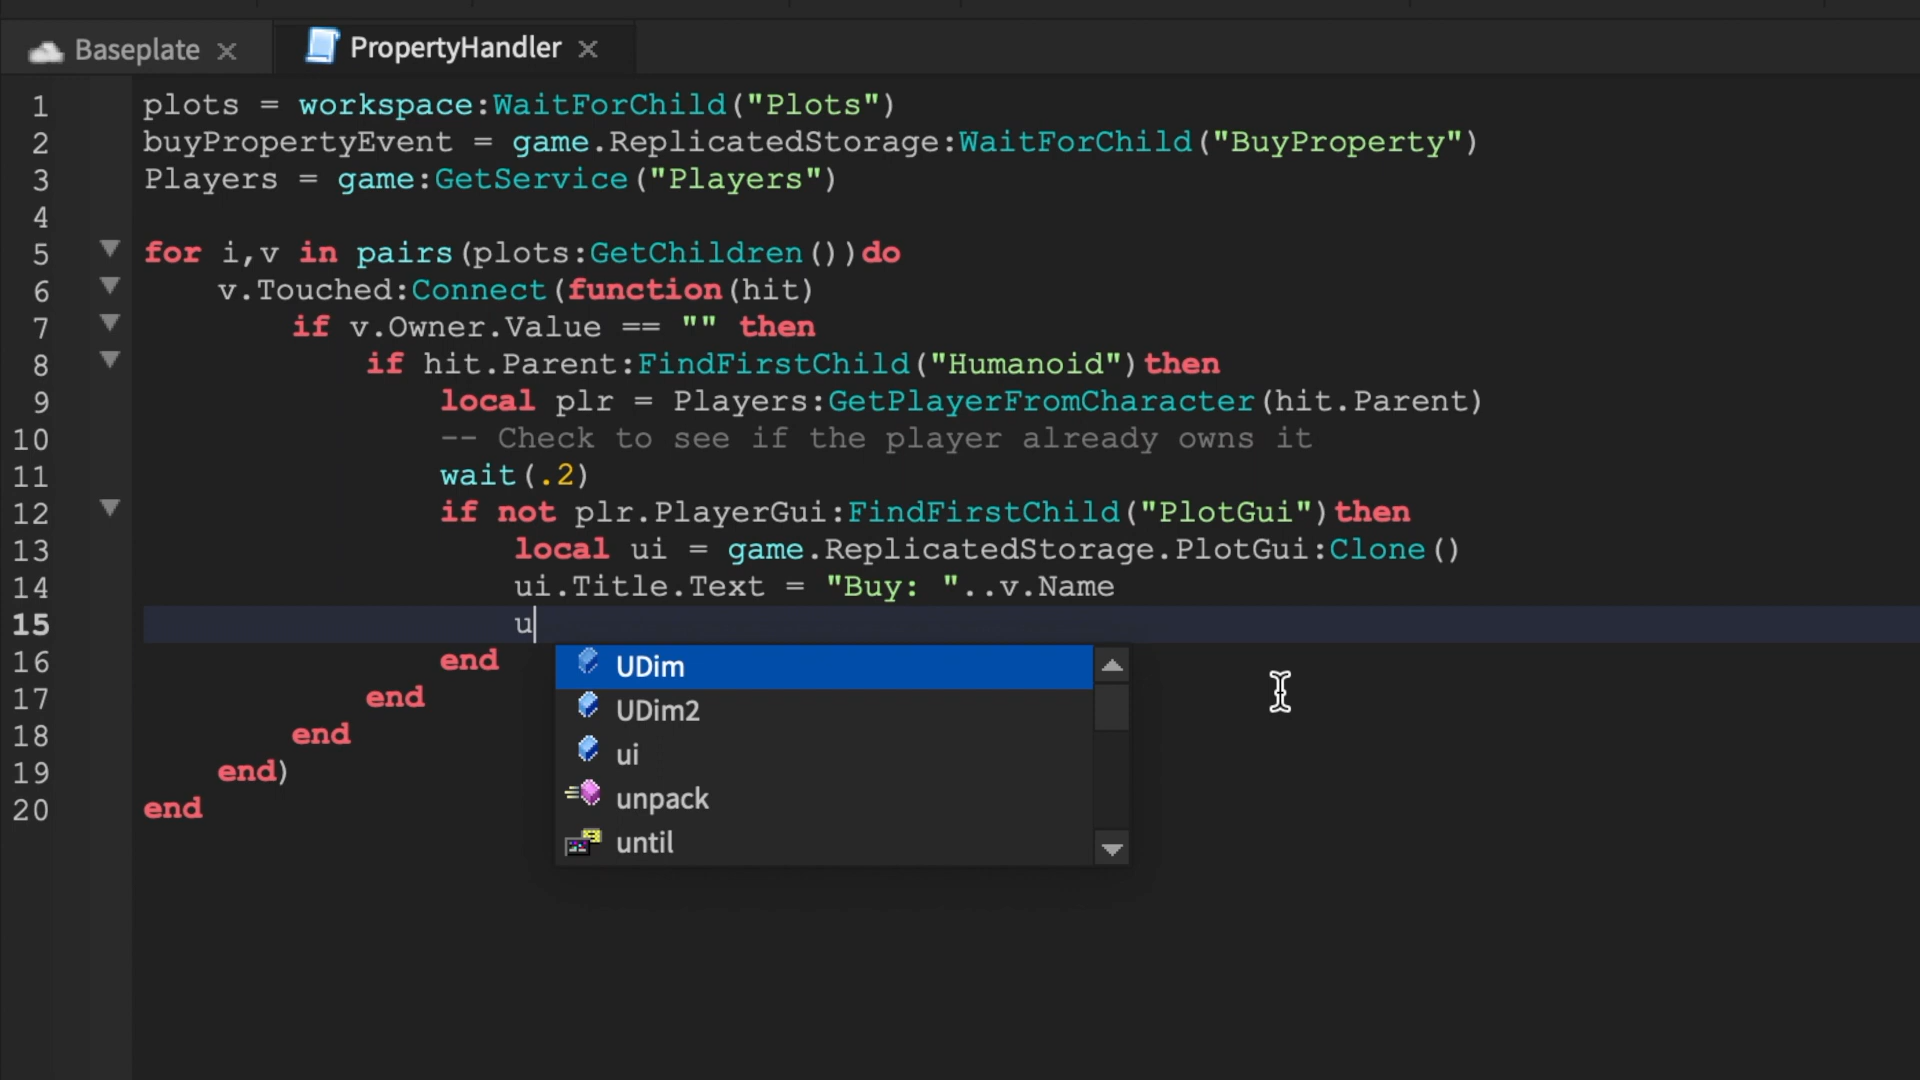 Baseplate
PropertyHandler
1 plots = workspace:WaitForChild("Plots")
2 buyPropertyEvent = game.ReplicatedStorage:WaitForChild("BuyProperty")
3 Players = game:GetService("Players")
4
5 for i,v in pairs(plots:GetChildren())do
6 v.Touched:Connect(function(hit)
7 if v.Owner.Value == "" then
8 if hit.Parent:FindFirstChild("Humanoid")then
9 local plr = Players:GetPlayerFromCharacter(hit.Parent)
10 -- Check to see if the player already owns it
11 wait(.2)
12 if not plr.PlayerGui:FindFirstChild("PlotGui")then
13 local ui = game.ReplicatedStorage.PlotGui:Clone()
14 ui.Title.Text = "Buy: "..v.Name
15 u
16 end
17 end
18 end
19 end)
20 end
UDim
UDim2
ui
unpack
until